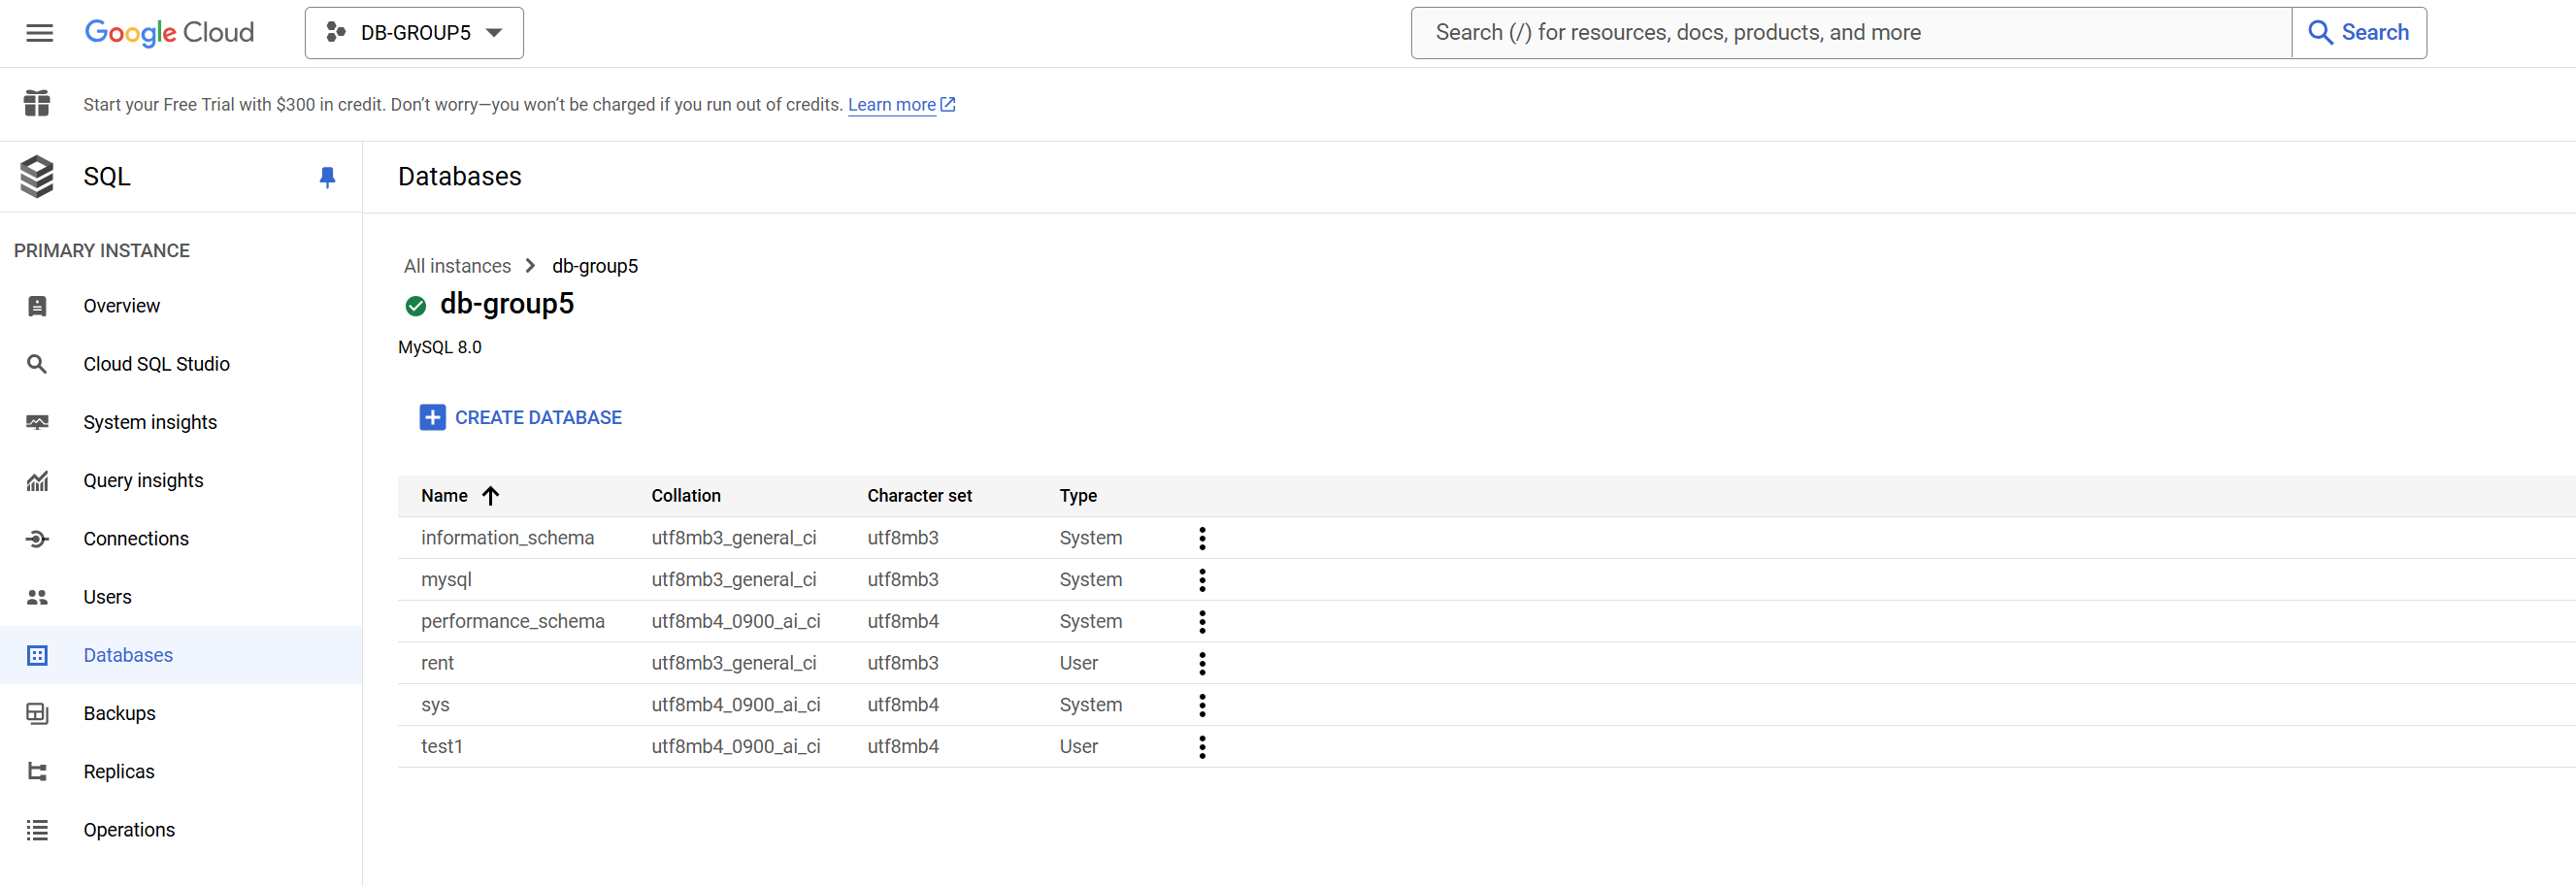 Google Cloud
DB-GROUP5
Search (/) for resources, docs, products, and more
Search
Start your Free Trial with $300 in credit. Don’t worry—you won’t be charged if you run out of credits. Learn more
SQL
Databases
PRIMARY INSTANCE
Overview
Cloud SQL Studio
System insights
Query insights
Connections
Users
Databases
Backups
Replicas
Operations
All instances db-group5
db-group5
MySQL 8.0
CREATE DATABASE
Name Collation Character set Type
information_schema utf8mb3_general_ci utf8mb3 System
mysql utf8mb3_general_ci utf8mb3 System
performance_schema utf8mb4_0900_ai_ci utf8mb4 System
rent utf8mb3_general_ci utf8mb3 User
sys utf8mb4_0900_ai_ci utf8mb4 System
test1 utf8mb4_0900_ai_ci utf8mb4 User